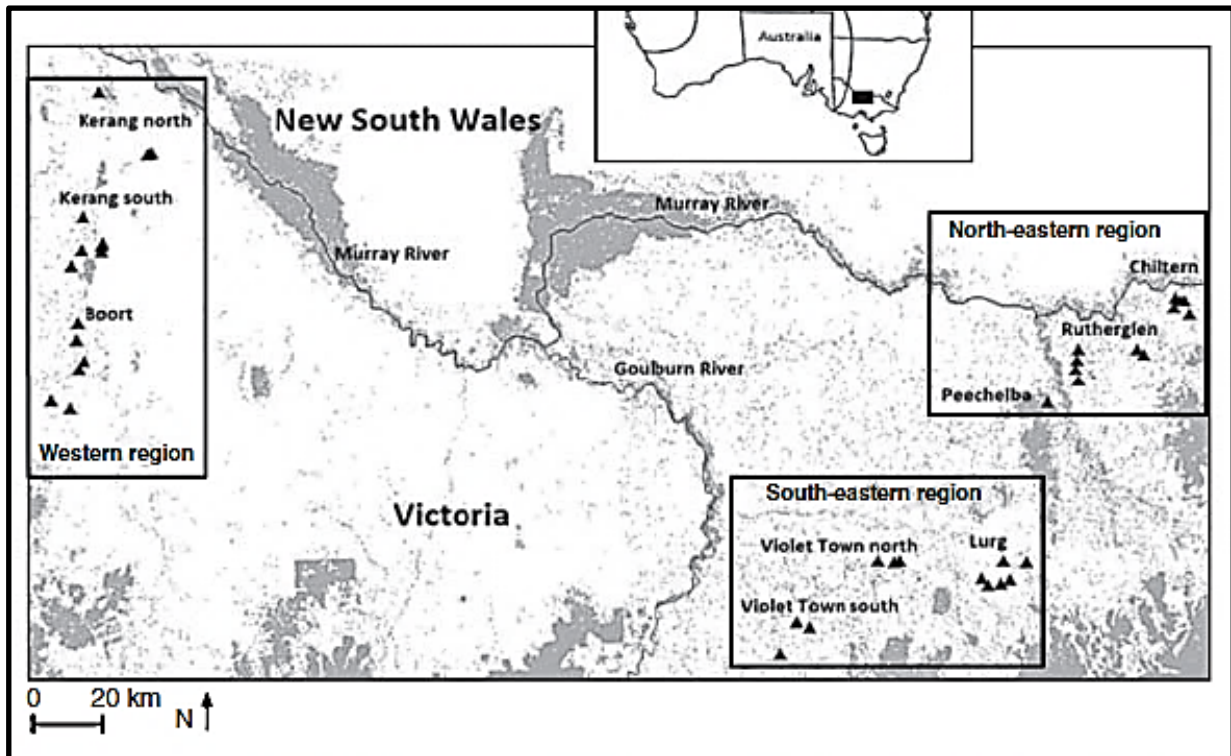 Australia
New South Wales
Kerang north
Kerang south
Murray River
Murray River
North-eastern region
Chiltern
Boort
Rutherglen
Goulburn River
Peechelba
Western region
South-eastern region
Victoria
Violet Town north
Lurg
Violet Town south
0 20 km
N